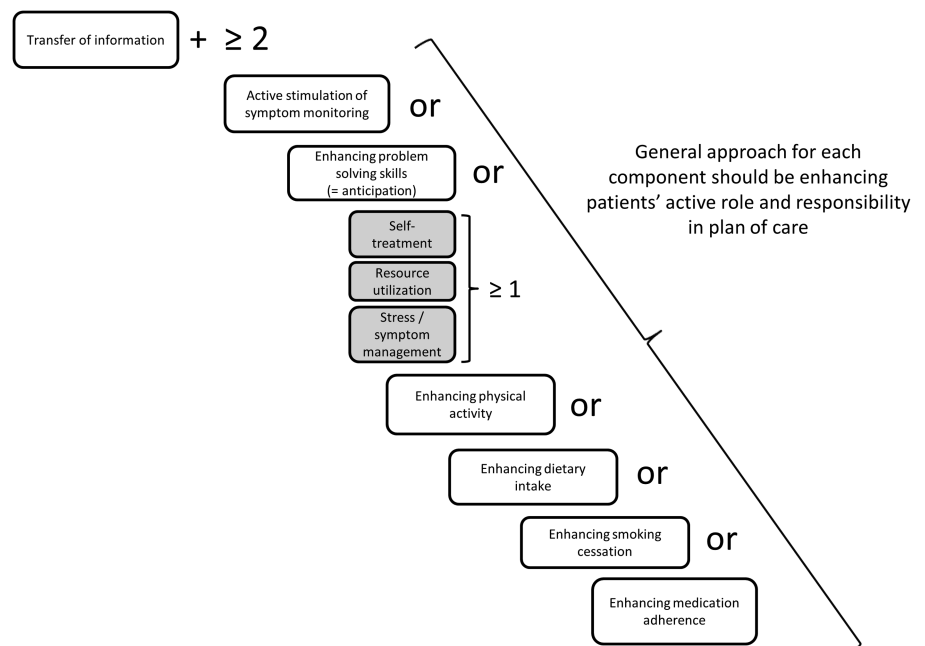 Transfer of information + ≥ 2
Active stimulation of
symptom monitoring
or
Enhancing problem
solving skills
(= anticipation)
or
Self-
treatment
Resource
utilization
Stress /
symptom
management
≥ 1
Enhancing physical
activity
or
Enhancing dietary
intake
or
Enhancing smoking
cessation
or
Enhancing medication
adherence
General approach for each
component should be enhancing
patients’ active role and responsibility
in plan of care